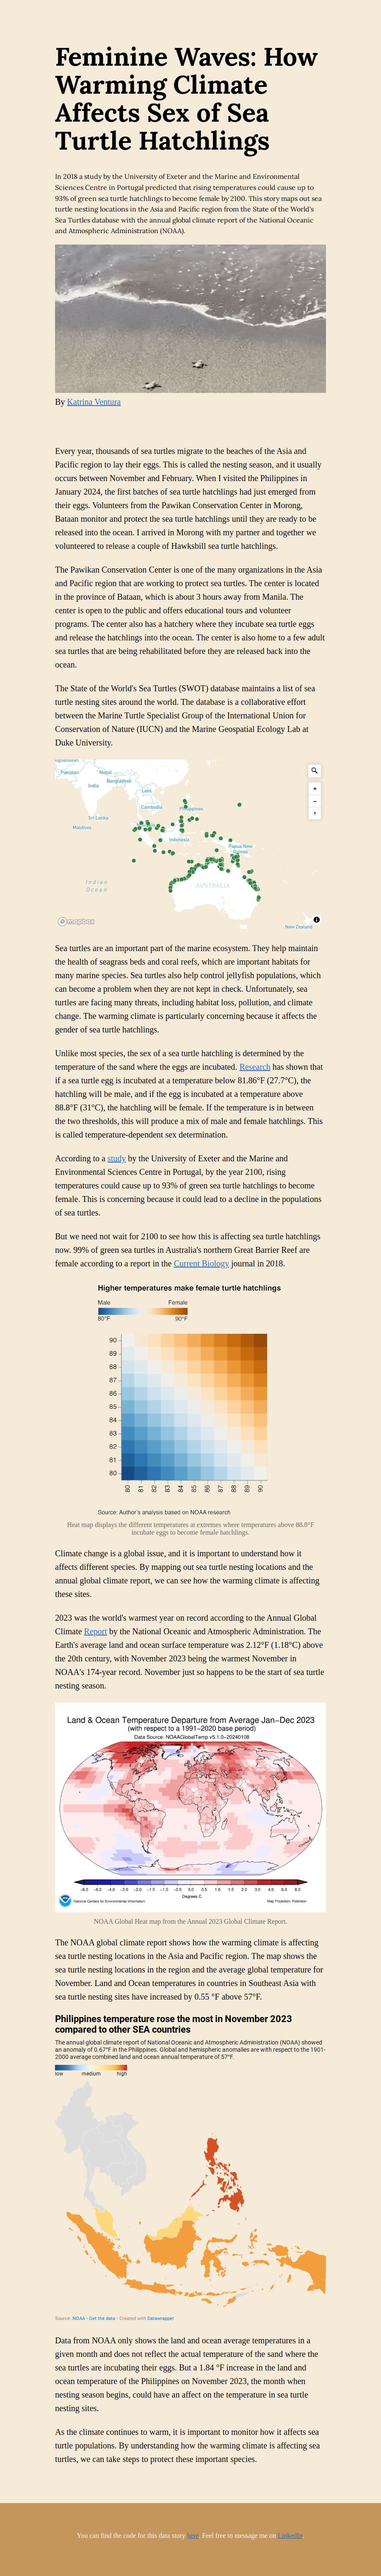 Feminine Waves: How
Warming Climate
Affects Sex of Sea
Turtle Hatchlings
In 2018 a study by the University of Exeter and the Marine and Environmental
Sciences Centre in Portugal predicted that rising temperatures could cause up to
93% of green sea turtle hatchlings to become female by 2100. This story maps out sea
turtle nesting locations in the Asia and Pacific region from the State of the World's
Sea Turtles database with the annual global climate report of the National Oceanic
and Atmospheric Administration (NOAA).
By Katrina Ventura
Every year, thousands of sea turtles migrate to the beaches of the Asia and
Pacific region to lay their eggs. This is called the nesting season, and it usually
occurs between November and February. When I visited the Philippines in
January 2024, the first batches of sea turtle hatchlings had just emerged from
their eggs. Volunteers from the Pawikan Conservation Center in Morong,
Bataan monitor and protect the sea turtle hatchlings until they are ready to be
released into the ocean. I arrived in Morong with my partner and together we
volunteered to release a couple of Hawksbill sea turtle hatchlings.
The Pawikan Conservation Center is one of the many organizations in the Asia
and Pacific region that are working to protect sea turtles. The center is located
in the province of Bataan, which is about 3 hours away from Manila. The
center is open to the public and offers educational tours and volunteer
programs. The center also has a hatchery where they incubate sea turtle eggs
and release the hatchlings into the ocean. The center is also home to a few adult
sea turtles that are being rehabilitated before they are released back into the
ocean.
The State of the World's Sea Turtles (SWOT) database maintains a list of sea
turtle nesting sites around the world. The database is a collaborative effort
between the Marine Turtle Specialist Group of the International Union for
Conservation of Nature (IUCN) and the Marine Geospatial Ecology Lab at
Duke University.
Pakistan
Nepal
Bangladesh
India
Laos
Cambodia
Philippines
Sri Lanka
Maldives
Indonesia
Papua New
Guinea
Indian
Ocean
AUSTRALIA
mapbox
New Zealand
Sea turtles are an important part of the marine ecosystem. They help maintain
the health of seagrass beds and coral reefs, which are important habitats for
many marine species. Sea turtles also help control jellyfish populations, which
can become a problem when they are not kept in check. Unfortunately, sea
turtles are facing many threats, including habitat loss, pollution, and climate
change. The warming climate is particularly concerning because it affects the
gender of sea turtle hatchlings.
Unlike most species, the sex of a sea turtle hatchling is determined by the
temperature of the sand where the eggs are incubated. Research has shown that
if a sea turtle egg is incubated at a temperature below 81.86°F (27.7°C), the
hatchling will be male, and if the egg is incubated at a temperature above
88.8°F (31°C), the hatchling will be female. If the temperature is in between
the two thresholds, this will produce a mix of male and female hatchlings. This
is called temperature-dependent sex determination.
According to a study by the University of Exeter and the Marine and
Environmental Sciences Centre in Portugal, by the year 2100, rising
temperatures could cause up to 93% of green sea turtle hatchlings to become
female. This is concerning because it could lead to a decline in the populations
of sea turtles.
But we need not wait for 2100 to see how this is affecting sea turtle hatchlings
now. 99% of green sea turtles in Australia's northern Great Barrier Reef are
female according to a report in the Current Biology journal in 2018.
Higher temperatures make female turtle hatchlings
Male Female
80°F 90°F
90
89
88
87
86
85
84
83
82
81
80
80 81 82 83 84 85 86 87 88 89 90
Source: Author's analysis based on NOAA research
Heat map displays the different temperatures at extremes where temperatures above 88.8°F
incubate eggs to become female hatchlings.
Climate change is a global issue, and it is important to understand how it
affects different species. By mapping out sea turtle nesting locations and the
annual global climate report, we can see how the warming climate is affecting
these sites.
2023 was the world's warmest year on record according to the Annual Global
Climate Report by the National Oceanic and Atmospheric Administration. The
Earth's average land and ocean surface temperature was 2.12°F (1.18°C) above
the 20th century, with November 2023 being the warmest November in
NOAA's 174-year record. November just so happens to be the start of sea turtle
nesting season.
Land & Ocean Temperature Departure from Average Jan–Dec 2023
(with respect to a 1991–2020 base period)
Data Source: NOAAGlobalTemp v5.1.0–20240108
Degrees C
National Centers for Environmental Information
Map Projection: Robinson
NOAA Global Heat map from the Annual 2023 Global Climate Report.
The NOAA global climate report shows how the warming climate is affecting
sea turtle nesting locations in the Asia and Pacific region. The map shows the
sea turtle nesting locations in the region and the average global temperature for
November. Land and Ocean temperatures in countries in Southeast Asia with
sea turtle nesting sites have increased by 0.55 °F above 57°F.
Philippines temperature rose the most in November 2023
compared to other SEA countries
The annual global climate report of National Oceanic and Atmospheric Administration (NOAA) showed
an anomaly of 0.67°F in the Philippines. Global and hemispheric anomalies are with respect to the 1901-
2000 average combined land and ocean annual temperature of 57°F.
low medium high
Source: NOAA · Get the data · Created with Datawrapper
Data from NOAA only shows the land and ocean average temperatures in a
given month and does not reflect the actual temperature of the sand where the
sea turtles are incubating their eggs. But a 1.84 °F increase in the land and
ocean temperature of the Philippines on November 2023, the month when
nesting season begins, could have an affect on the temperature in sea turtle
nesting sites.
As the climate continues to warm, it is important to monitor how it affects sea
turtle populations. By understanding how the warming climate is affecting sea
turtles, we can take steps to protect these important species.
You can find the code for this data story here. Feel free to message me on LinkedIn.